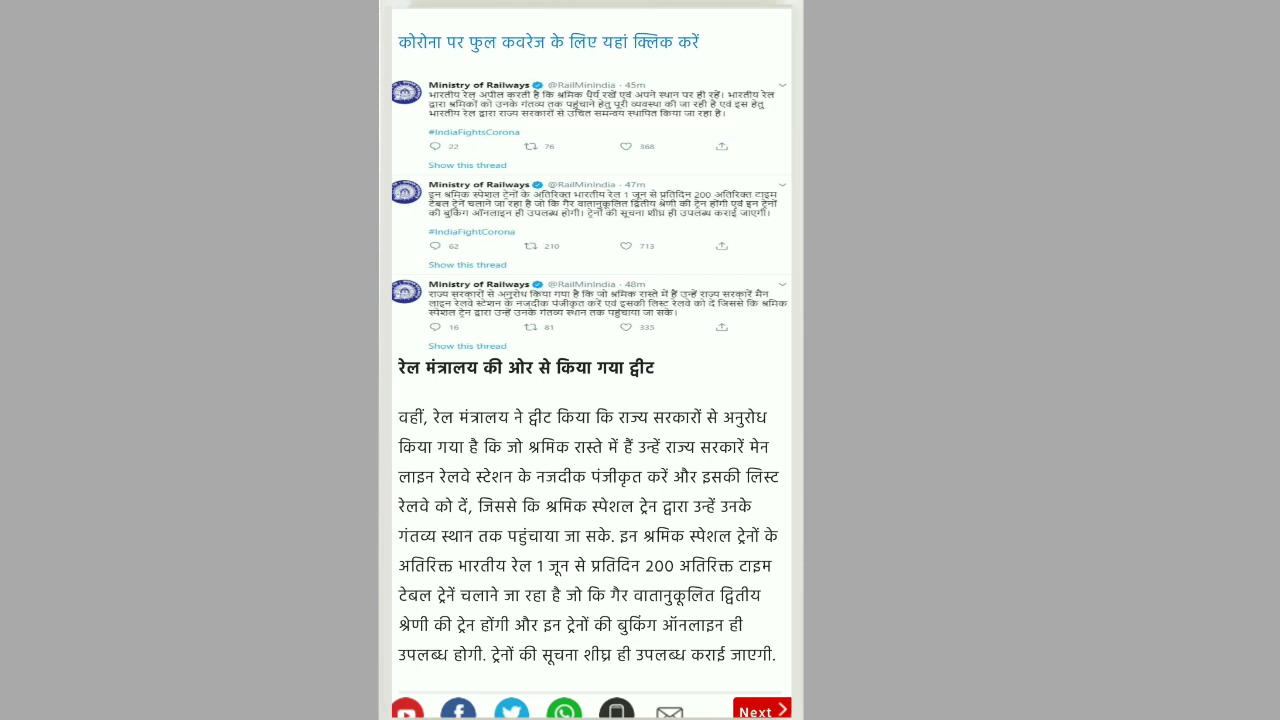 कोरोना पर फुल कवरेज के लिए यहां क्लिक करें
Ministry of Railways @RailMinIndia · 45m
भारतीय रेल अपील करती है कि श्रमिक धैर्य रखें एवं अपने स्थान पर ही रहें। भारतीय रेल
द्वारा श्रमिकों को उनके गंतव्य तक पहुंचाने हेतु पूरी व्यवस्था की जा रही है एवं इस हेतु
भारतीय रेल द्वारा राज्य सरकारों से उचित समन्वय स्थापित किया जा रहा है।
#IndiaFightsCorona
22 76 368
Show this thread
Ministry of Railways @RailMinIndia · 47m
इन श्रमिक स्पेशल ट्रेनों के अतिरिक्त भारतीय रेल 1 जून से प्रतिदिन 200 अतिरिक्त टाइम
टेबल ट्रेनें चलाने जा रहा है जो कि गैर वातानुकूलित द्वितीय श्रेणी की ट्रेन होंगी एवं इन ट्रेनों
की बुकिंग ऑनलाइन ही उपलब्ध होगी। ट्रेनों की सूचना शीघ्र ही उपलब्ध कराई जाएगी।
#IndiaFightCorona
62 210 713
Show this thread
Ministry of Railways @RailMinIndia · 48m
राज्य सरकारों से अनुरोध किया गया है कि जो श्रमिक रास्ते में हैं उन्हें राज्य सरकारें मैन
लाइन रेलवे स्टेशन के नजदीक पंजीकृत करें एवं इसकी लिस्ट रेलवे को दें जिससे कि श्रमिक
स्पेशल ट्रेन द्वारा उन्हें उनके गंतव्य स्थान तक पहुंचाया जा सके।
16 81 335
Show this thread
रेल मंत्रालय की ओर से किया गया ट्वीट
वहीं, रेल मंत्रालय ने ट्वीट किया कि राज्य सरकारों से अनुरोध
किया गया है कि जो श्रमिक रास्ते में हैं उन्हें राज्य सरकारें मेन
लाइन रेलवे स्टेशन के नजदीक पंजीकृत करें और इसकी लिस्ट
रेलवे को दें, जिससे कि श्रमिक स्पेशल ट्रेन द्वारा उन्हें उनके
गंतव्य स्थान तक पहुंचाया जा सके. इन श्रमिक स्पेशल ट्रेनों के
अतिरिक्त भारतीय रेल 1 जून से प्रतिदिन 200 अतिरिक्त टाइम
टेबल ट्रेनें चलाने जा रहा है जो कि गैर वातानुकूलित द्वितीय
श्रेणी की ट्रेन होंगी और इन ट्रेनों की बुकिंग ऑनलाइन ही
उपलब्ध होगी. ट्रेनों की सूचना शीघ्र ही उपलब्ध कराई जाएगी.
Next